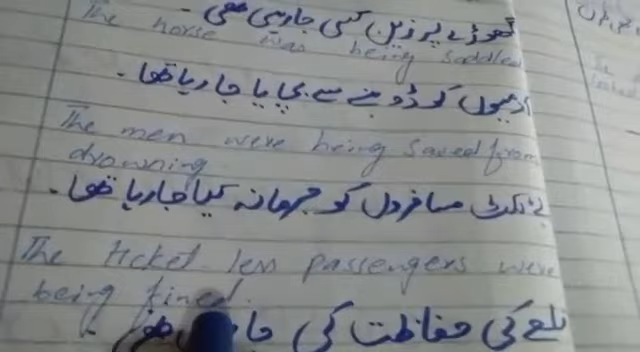 گھوڑے پر زین کسی جا رہی تھی۔
The horse was being saddled
آدمیوں کو ڈوبنے سے بچایا جا رہا تھا۔
The men were being saved from
drowning
بے ٹکٹ مسافروں کو جرمانہ کیا جا رہا تھا۔
The ticket less passengers were
being fined.
قلعے کی حفاظت کی جا